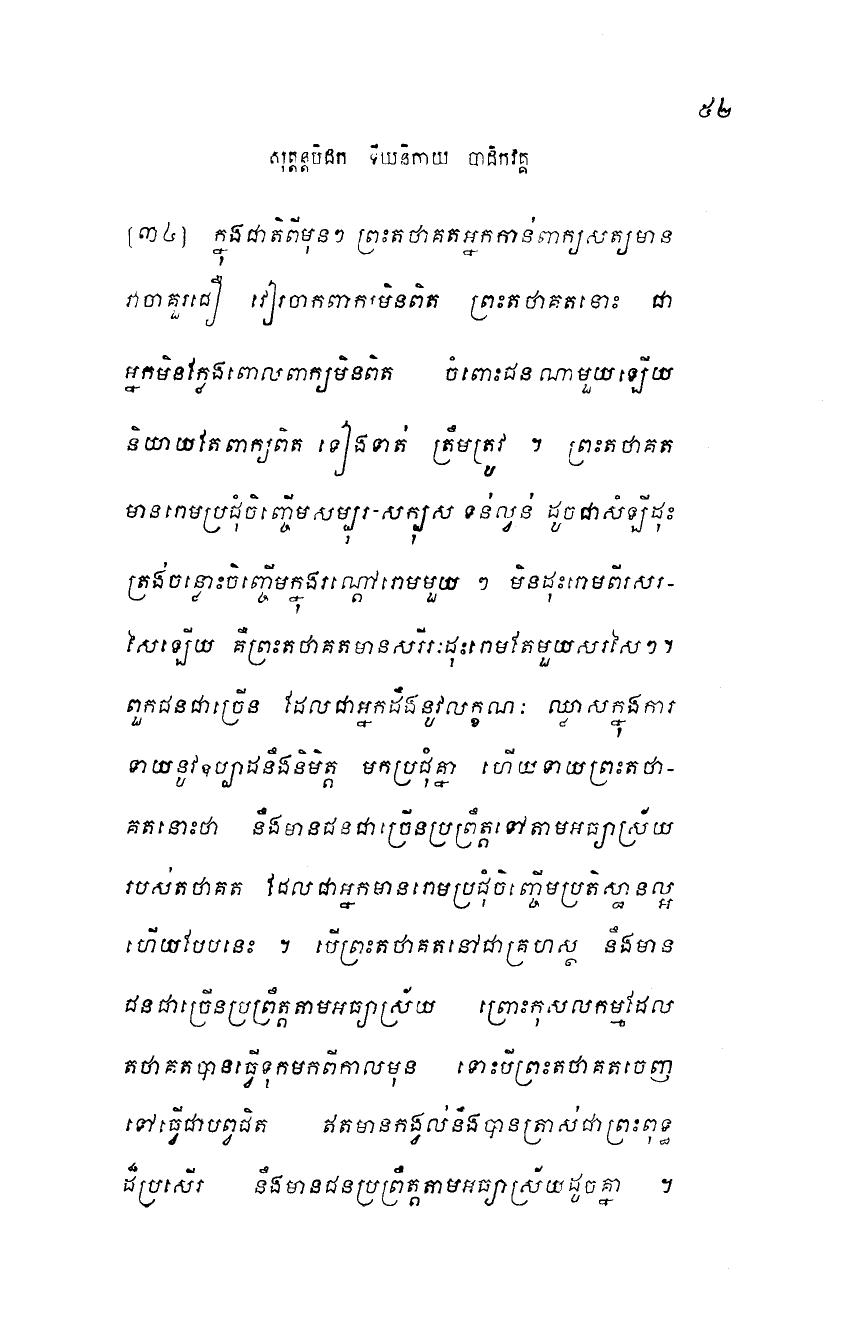 ៥២
សុត្តន្តបិដក ទីឃនិកាយ បាដិកវគ្គ
[៣៤] ក្នុងជាតិពីមុនៗ ព្រះតថាគតអ្នកកាន់ពាក្យសត្យមាន
វាចាគួរជឿ វៀរចាកពាក្យមិនពិត ព្រះតថាគតនោះ ជា
អ្នកមិនក្លែងពោលពាក្យមិនពិត ចំពោះជនណាមួយឡើយ
និយាយតែពាក្យពិត ទៀងទាត់ ត្រឹមត្រូវ ។ ព្រះតថាគត
មានរោមប្រជុំចិញ្ចើមសម្បុរ-សក្បុស ទន់ល្វន់ ដូចជាសំឡីដុះ
ត្រង់ចន្លោះចិញ្ចើមក្នុងរណ្តៅរោមមួយ ៗ មិនដុះរោមពីរសរ-
សៃឡើយ គឺព្រះតថាគតមានសរីរៈដុះរោមតែមួយសរសៃៗ។
ពួកជនជាច្រើន ដែលជាអ្នកដឹងនូវលក្ខណៈ ឈ្លាសក្នុងការ
ទាយនូវឧប្បាដនឹងនិមិត្ត មកប្រជុំគ្នា ហើយទាយព្រះតថា-
គតនោះថា នឹងមានជនជាច្រើនប្រព្រឹត្តទៅតាមអធ្យាស្រ័យ
របស់តថាគត ដែលជាអ្នកមានរោមប្រជុំចិញ្ចើមប្រតិស្ឋានល្អ
ហើយបែបនេះ ។ បើព្រះតថាគតនៅជាគ្រហស្ថ នឹងមាន
ជនជាច្រើនប្រព្រឹត្តតាមអធ្យាស្រ័យ ព្រោះកុសលកម្មដែល
តថាគតបានធ្វើទុកមកពីកាលមុន ទោះបីព្រះតថាគតចេញ
ទៅធ្វើជាបព្វជិត ឥតមានកង្វល់នឹងបានត្រាស់ជាព្រះពុទ្ធ
ដ៏ប្រសើរ នឹងមានជនប្រព្រឹត្តតាមអធ្យាស្រ័យដូចគ្នា ។